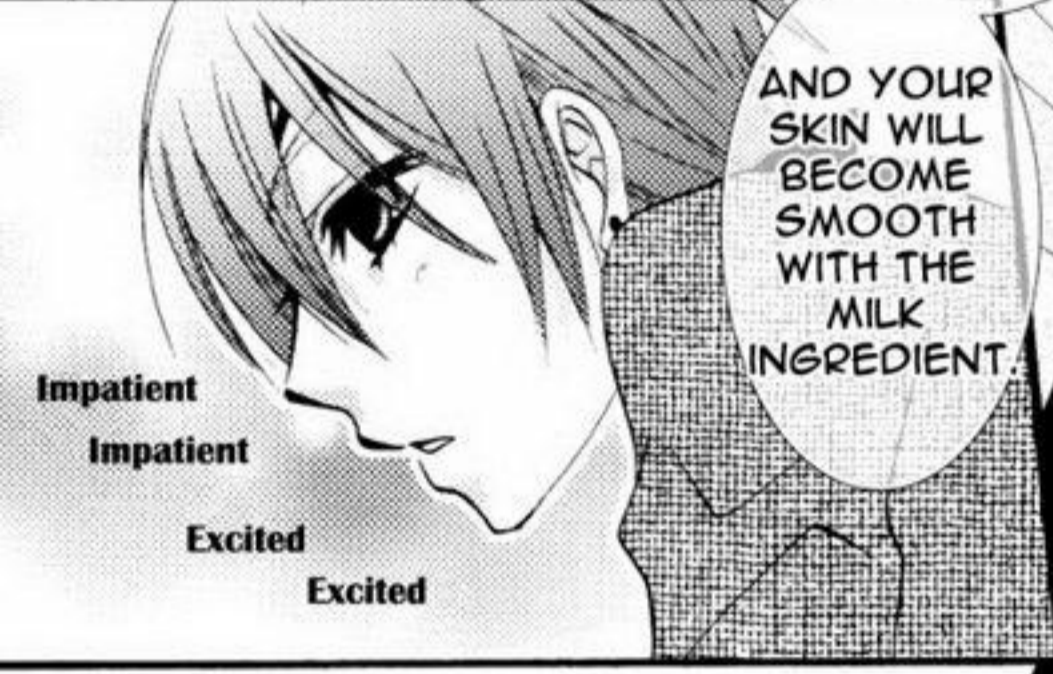 AND YOUR
SKIN WILL
BECOME
SMOOTH
WITH THE
MILK
INGREDIENT.
Impatient
Impatient
Excited
Excited